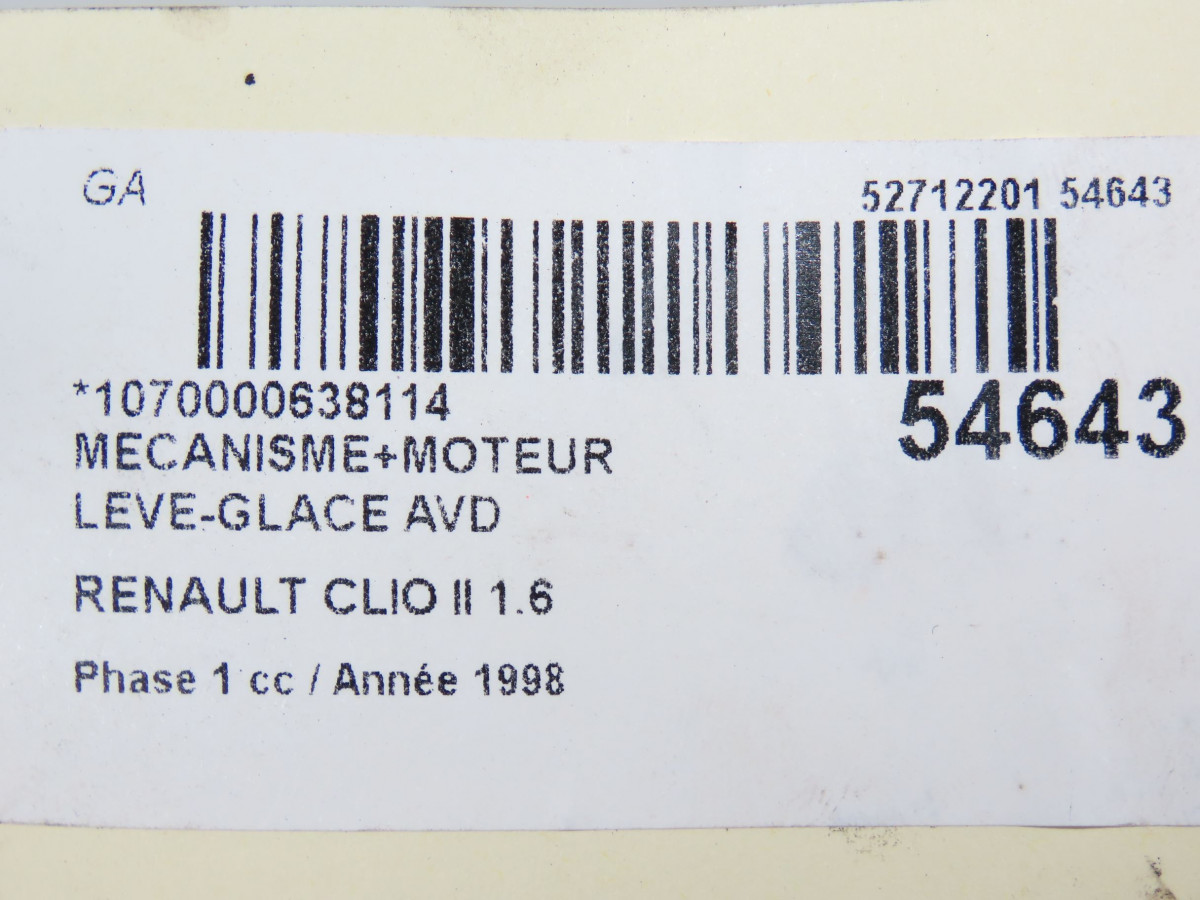 GA
52712201 54643
*1070000638114
54643
MECANISME+MOTEUR
LEVE-GLACE AVD
RENAULT CLIO II 1.6
Phase 1 cc / Année 1998